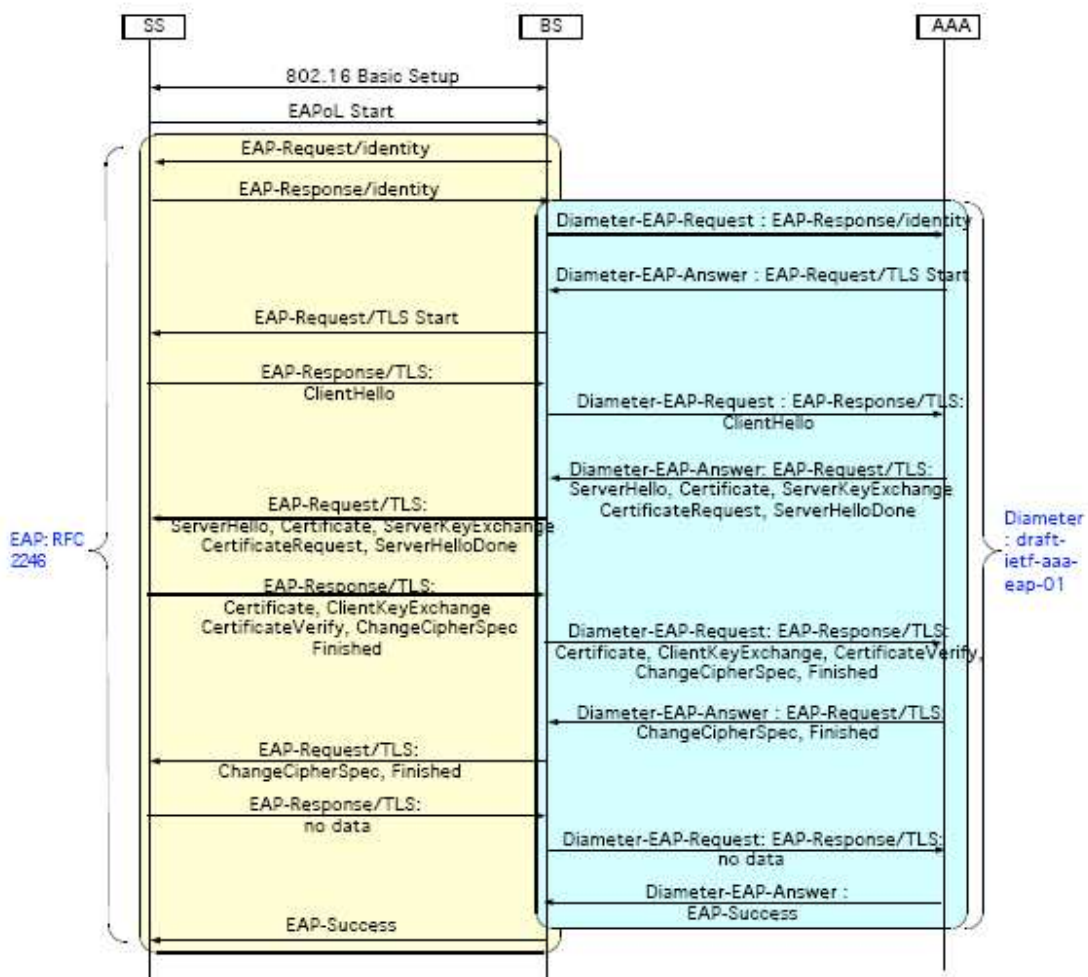 SS
BS
AAA
802.16 Basic Setup
EAPoL Start
EAP-Request/identity
EAP-Response/identity
Diameter-EAP-Request : EAP-Response/identity
Diameter-EAP-Answer : EAP-Request/TLS Start
EAP-Request/TLS Start
EAP-Response/TLS:
ClientHello
Diameter-EAP-Request : EAP-Response/TLS:
ClientHello
Diameter-EAP-Answer: EAP-Request/TLS:
ServerHello, Certificate, ServerKeyExchange
CertificateRequest, ServerHelloDone
EAP-Request/TLS:
ServerHello, Certificate, ServerKeyExchange
CertificateRequest, ServerHelloDone
EAP: RFC
2246
Diameter
: draft-
ietf-aaa-
eap-01
EAP-Response/TLS:
Certificate, ClientKeyExchange
CertificateVerify, ChangeCipherSpec
Finished
Diameter-EAP-Request: EAP-Response/TLS:
Certificate, ClientKeyExchange, CertificateVerify,
ChangeCipherSpec, Finished
Diameter-EAP-Answer : EAP-Request/TLS:
ChangeCipherSpec, Finished
EAP-Request/TLS:
ChangeCipherSpec, Finished
EAP-Response/TLS:
no data
Diameter-EAP-Request: EAP-Response/TLS:
no data
Diameter-EAP-Answer :
EAP-Success
EAP-Success